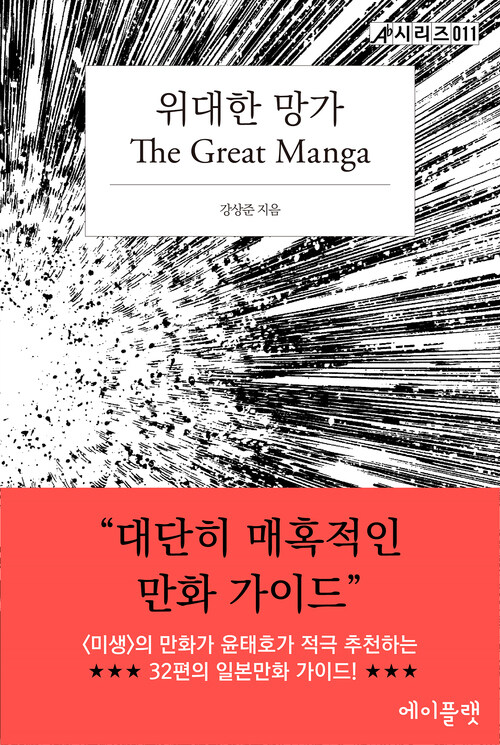 A♭시리즈011
위대한 망가
The Great Manga
강상준 지음
“대단히 매혹적인
만화 가이드”
〈미생〉의 만화가 윤태호가 적극 추천하는
★★★ 32편의 일본만화 가이드! ★★★
에이플랫